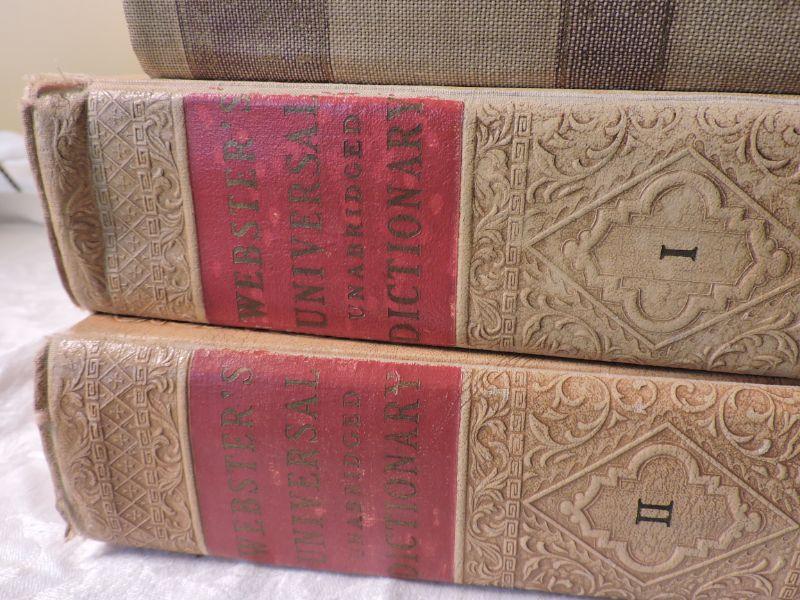 WEBSTER'S
UNIVERSAL
UNABRIDGED
DICTIONARY
I
WEBSTER'S
UNIVERSAL
UNABRIDGED
DICTIONARY
II